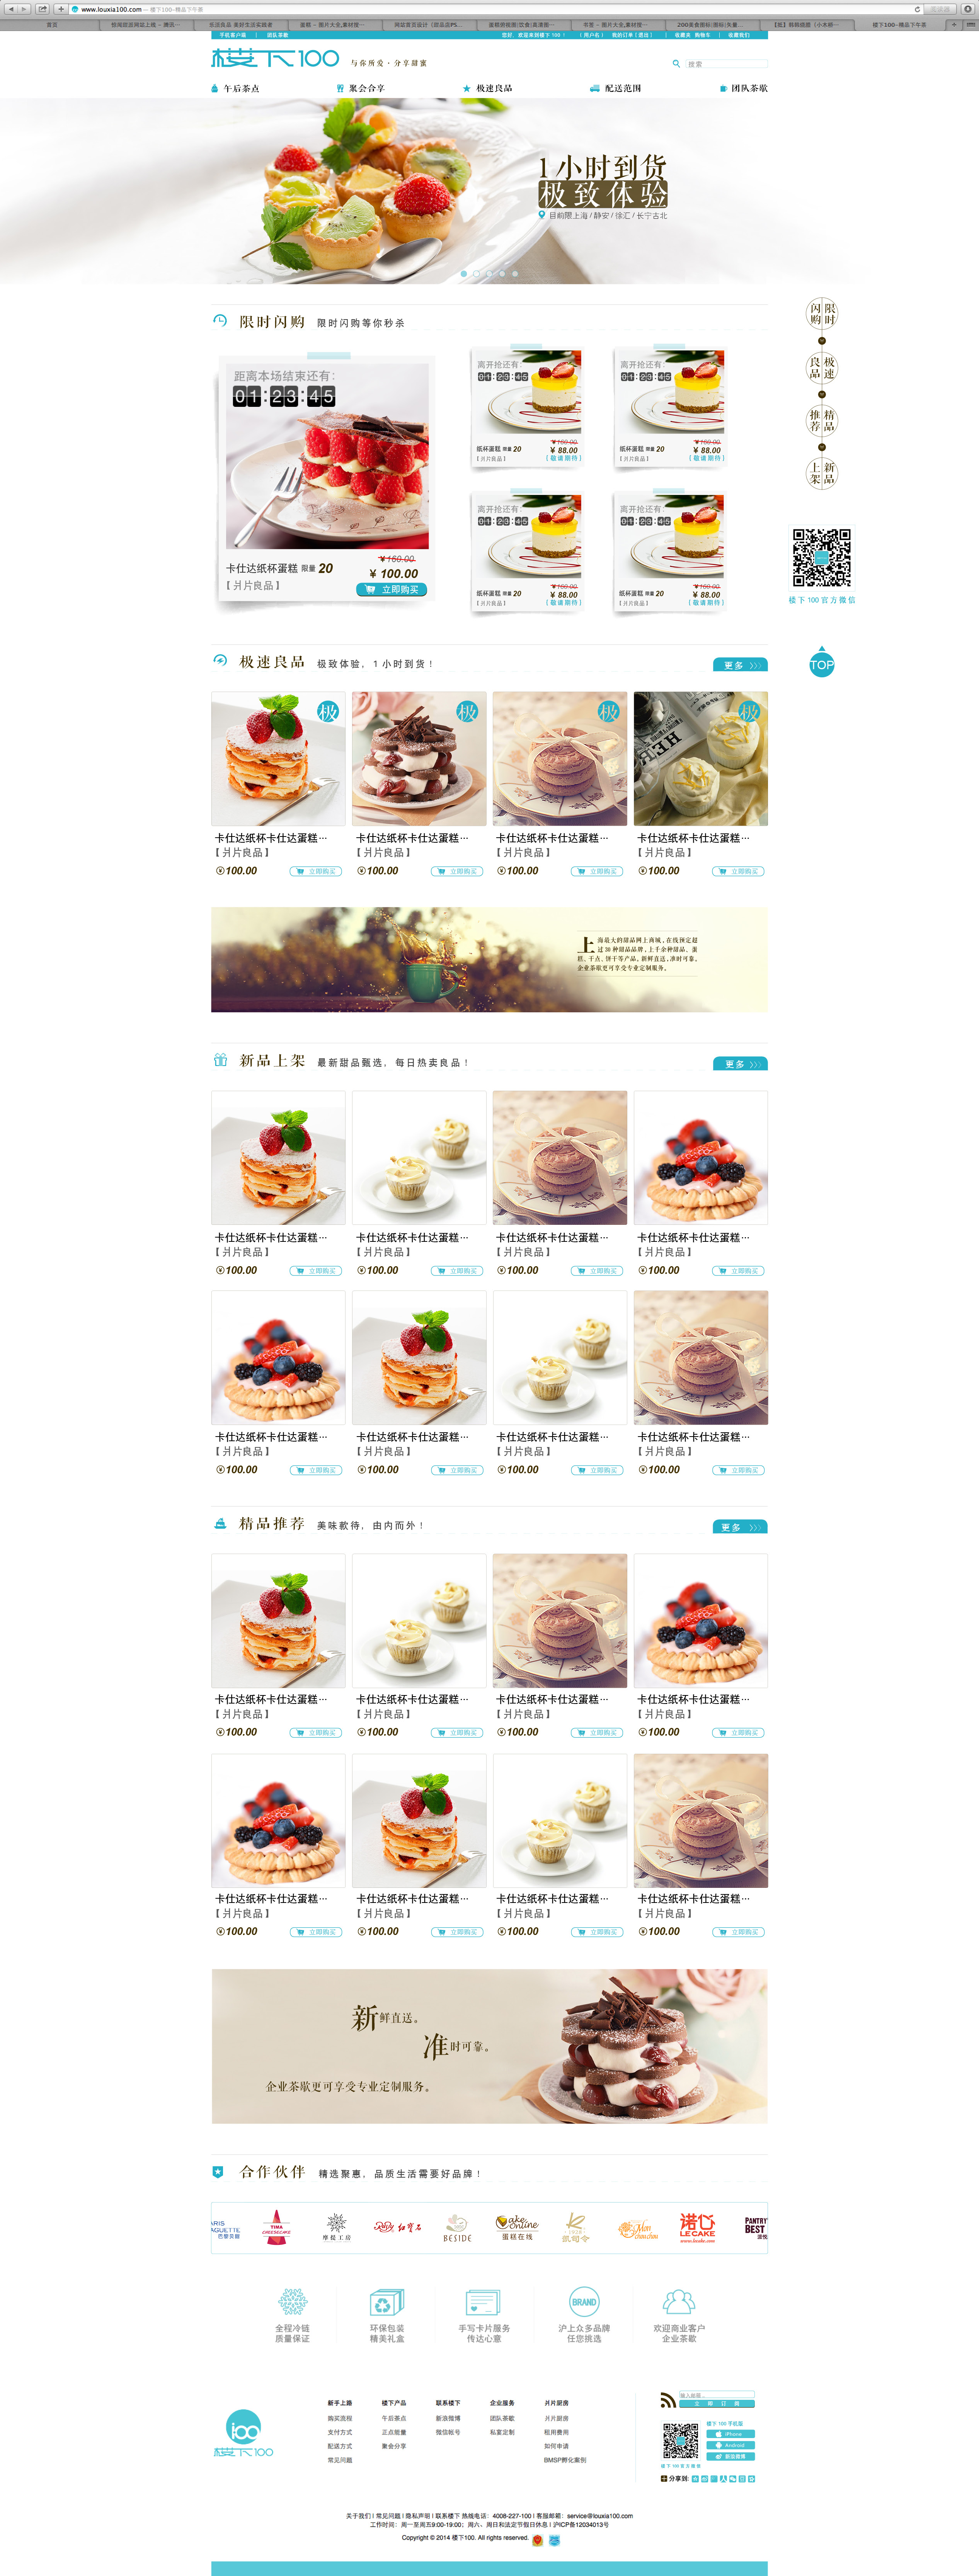 www.louxia100.com — 楼下100-精品下午茶
首页
楼下100-精品下午茶
手机客户端 | 团队茶歇
您好，欢迎来到楼下 100！ [ 用户名 ] 我的订单 [ 退出 ] | 收藏夹 购物车 | 收藏我们
楼下100 与你所爱·分享甜蜜
搜索
午后茶点 聚会合享 极速良品 配送范围 团队茶歇
1小时到货
极致体验
目前限上海 / 静安 / 徐汇 / 长宁古北
限时闪购 限时闪购等你秒杀
距离本场结束还有:
01:23:45
卡仕达纸杯蛋糕 限量 20
¥ 160.00
¥ 100.00
【爿片良品】
立即购买
离开抢还有:
01:23:45
纸杯蛋糕 限量 20
¥ 160.00
¥ 88.00
【爿片良品】
【敬请期待】
离开抢还有:
01:23:45
纸杯蛋糕 限量 20
¥ 160.00
¥ 88.00
【爿片良品】
【敬请期待】
离开抢还有:
01:23:45
纸杯蛋糕 限量 20
¥ 160.00
¥ 88.00
【爿片良品】
【敬请期待】
离开抢还有:
01:23:45
纸杯蛋糕 限量 20
¥ 160.00
¥ 88.00
【爿片良品】
【敬请期待】
限时闪购
极速良品
精品推荐
新品上架
楼下 100 官方微信
TOP
极速良品 极致体验，1 小时到货！
更多 》》
极 极 极 极
卡仕达纸杯卡仕达蛋糕··· 卡仕达纸杯卡仕达蛋糕··· 卡仕达纸杯卡仕达蛋糕··· 卡仕达纸杯卡仕达蛋糕···
【爿片良品】 【爿片良品】 【爿片良品】 【爿片良品】
¥100.00 立即购买 ¥100.00 立即购买 ¥100.00 立即购买 ¥100.00 立即购买
上海最大的甜品网上商城,在线预定超
过30种甜品品牌,上千余种甜品、蛋
糕、干点、饼干等产品。新鲜直送,准时可靠。
企业茶歇更可享受专业定制服务。
新品上架 最新甜品甄选，每日热卖良品！
更多 》》
卡仕达纸杯卡仕达蛋糕··· 卡仕达纸杯卡仕达蛋糕··· 卡仕达纸杯卡仕达蛋糕··· 卡仕达纸杯卡仕达蛋糕···
【爿片良品】 【爿片良品】 【爿片良品】 【爿片良品】
¥100.00 立即购买 ¥100.00 立即购买 ¥100.00 立即购买 ¥100.00 立即购买
卡仕达纸杯卡仕达蛋糕··· 卡仕达纸杯卡仕达蛋糕··· 卡仕达纸杯卡仕达蛋糕··· 卡仕达纸杯卡仕达蛋糕···
【爿片良品】 【爿片良品】 【爿片良品】 【爿片良品】
¥100.00 立即购买 ¥100.00 立即购买 ¥100.00 立即购买 ¥100.00 立即购买
精品推荐 美味款待，由内而外！
更多 》》
卡仕达纸杯卡仕达蛋糕··· 卡仕达纸杯卡仕达蛋糕··· 卡仕达纸杯卡仕达蛋糕··· 卡仕达纸杯卡仕达蛋糕···
【爿片良品】 【爿片良品】 【爿片良品】 【爿片良品】
¥100.00 立即购买 ¥100.00 立即购买 ¥100.00 立即购买 ¥100.00 立即购买
卡仕达纸杯卡仕达蛋糕··· 卡仕达纸杯卡仕达蛋糕··· 卡仕达纸杯卡仕达蛋糕··· 卡仕达纸杯卡仕达蛋糕···
【爿片良品】 【爿片良品】 【爿片良品】 【爿片良品】
¥100.00 立即购买 ¥100.00 立即购买 ¥100.00 立即购买 ¥100.00 立即购买
新鲜直送。
准时可靠。
企业茶歇更可享受专业定制服务。
合作伙伴 精选聚惠，品质生活需要好品牌！
TIMA CHEESECAKE
摩提工房
红宝石
BESIDE
Cake Online 蛋糕在线
1928 凯司令
诺心 LE CAKE
PANTRY BEST
全程冷链 环保包装 手写卡片服务 沪上众多品牌 欢迎商业客户
质量保证 精美礼盒 传达心意 任您挑选 企业茶歇
BRAND
楼下100
新手上路 楼下产品 联系楼下 企业服务 爿片厨房
购买流程 午后茶点 新浪微博 团队茶歇 爿片厨房
支付方式 正点能量 微信帐号 私宴定制 租用费用
配送方式 聚会分享 如何申请
常见问题 BMSP孵化案例
输入邮箱...
立即订阅
楼下 100 手机版
iPhone
Android
新浪微博
楼下 100 官方微信
分享到:
关于我们 | 常见问题 | 隐私声明 | 联系楼下 热线电话：4008-227-100 | 客服邮箱：service@louxia100.com
工作时间：周一至周五9:00-19:00；周六、周日和法定节假日休息 | 沪ICP备12034013号
Copyright © 2014 楼下100. All rights reserved.